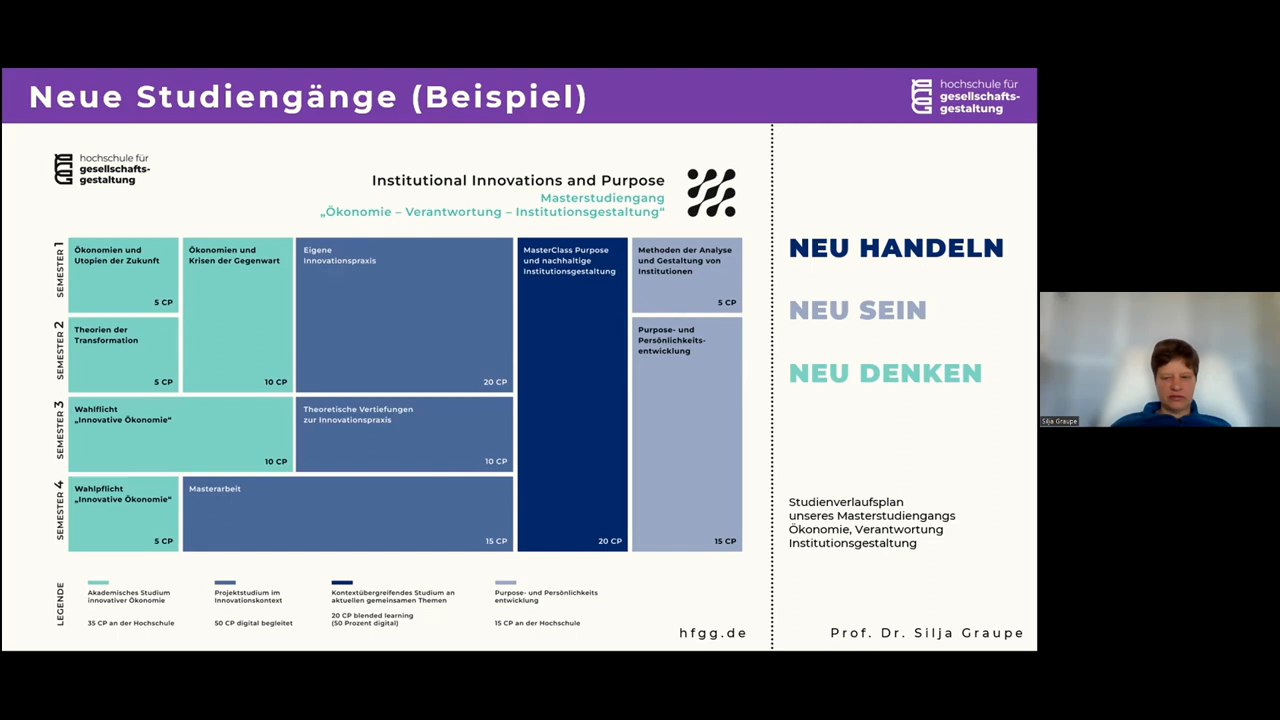 Neue Studiengänge (Beispiel)
hochschule für
gesellschafts-
gestaltung
hochschule für
gesellschafts-
gestaltung
Institutional Innovations and Purpose
Masterstudiengang
„Ökonomie – Verantwortung – Institutionsgestaltung“
SEMESTER 1
Ökonomien und
Utopien der Zukunft
5 CP
Ökonomien und
Krisen der Gegenwart
10 CP
Eigene
Innovationspraxis
20 CP
MasterClass Purpose
und nachhaltige
Institutionsgestaltung
20 CP
Methoden der Analyse
und Gestaltung von
Institutionen
5 CP
SEMESTER 2
Theorien der
Transformation
5 CP
Purpose- und
Persönlichkeits-
entwicklung
15 CP
SEMESTER 3
Wahlflicht
„Innovative Ökonomie“
10 CP
Theoretische Vertiefungen
zur Innovationspraxis
10 CP
SEMESTER 4
Wahlpflicht
„Innovative Ökonomie“
5 CP
Masterarbeit
15 CP
LEGENDE
Akademisches Studium
innovativer Ökonomie
35 CP an der Hochschule
Projektstudium im
Innovationskontext
50 CP digital begleitet
Kontextübergreifendes Studium an
aktuellen gemeinsamen Themen
20 CP blended learning
(50 Prozent digital)
Purpose- und Persönlichkeits
entwicklung
15 CP an der Hochschule
hfgg.de
NEU HANDELN
NEU SEIN
NEU DENKEN
Studienverlaufsplan
unseres Masterstudiengangs
Ökonomie, Verantwortung
Institutionsgestaltung
Prof. Dr. Silja Graupe
Silja Graupe